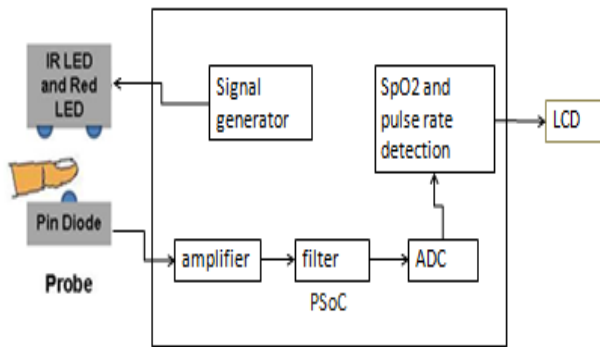 IR LED
and Red
LED
Pin Diode
Probe
Signal
generator
SpO2 and
pulse rate
detection
LCD
amplifier
filter
ADC
PSoC